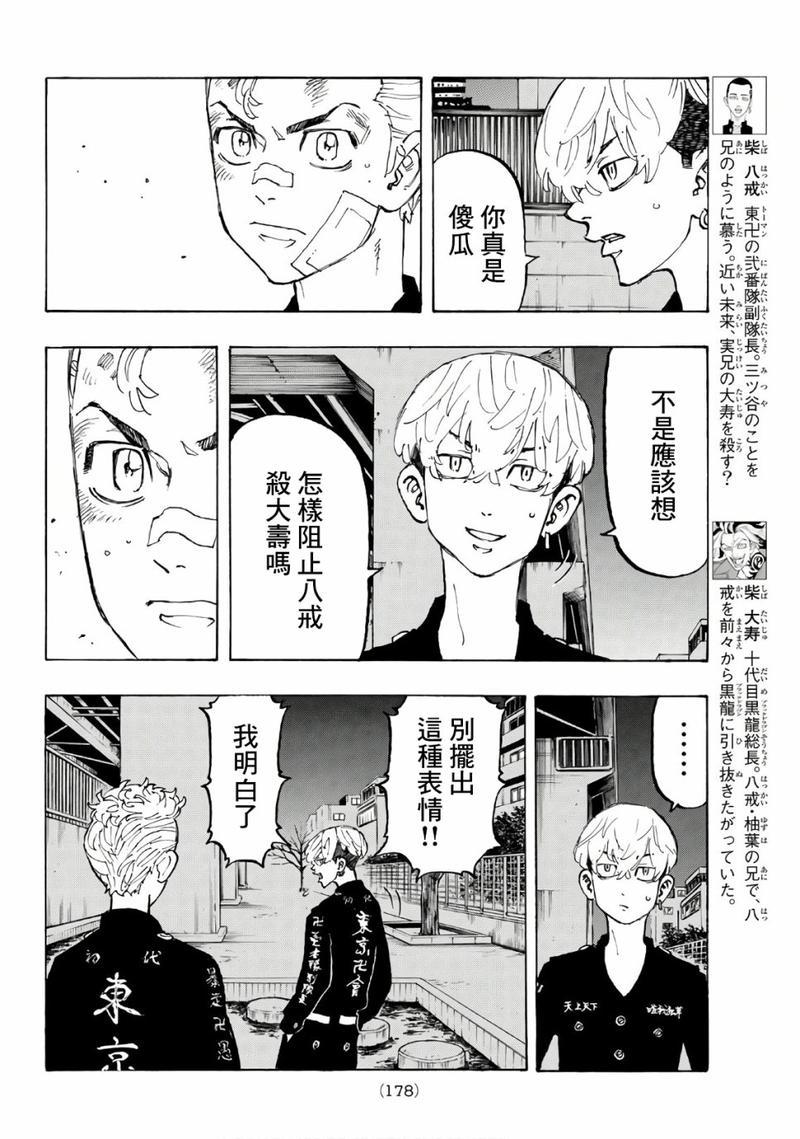 柴 八戒 東卍の弐番隊副隊長。三ツ谷のことを
兄のように慕う。近い未来、実兄の大寿を殺す？
柴 大寿 十代目黒龍総長。八戒・柚葉の兄で、八
戒を前々から黒龍に引き抜きたがっていた。
你真是
傻瓜
不是應該想
怎樣阻止八戒
殺大壽嗎
……
天上天下
別擺出
這種表情!!
我明白了
初代
東京卍會
初代
東京
暴走卍愚
(178)